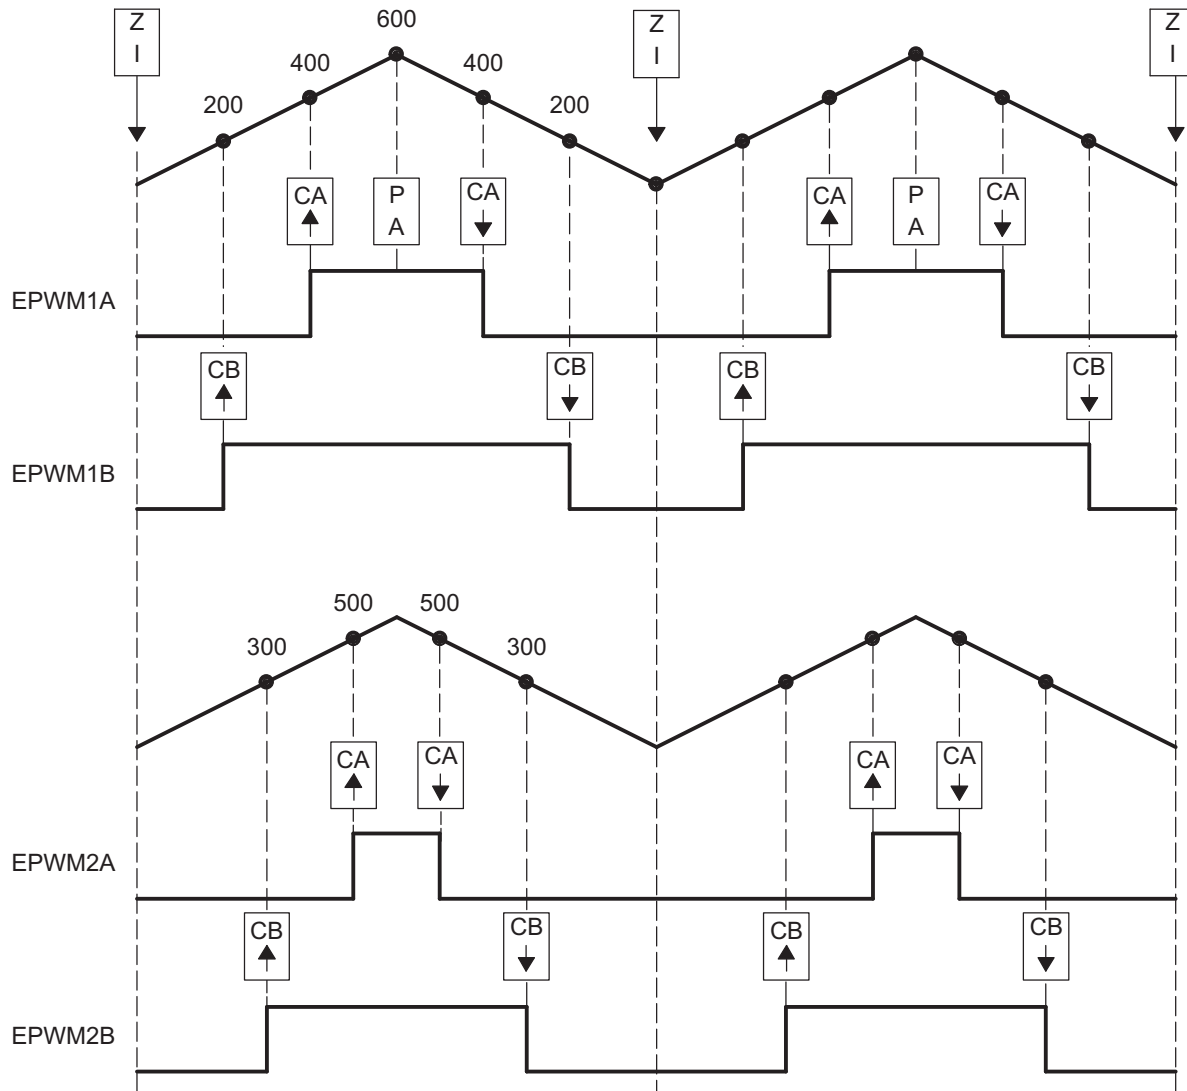 Z Z Z
I I I
600
400 400
200 200
CA P CA CA P CA
A A
EPWM1A
CB CB CB CB
EPWM1B
500 500
300 300
CA CA CA CA
EPWM2A
CB CB CB CB
EPWM2B